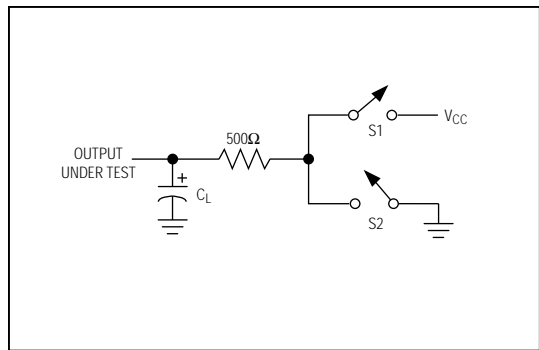 500Ω
S1
V_CC
OUTPUT
UNDER TEST
+
C_L
S2